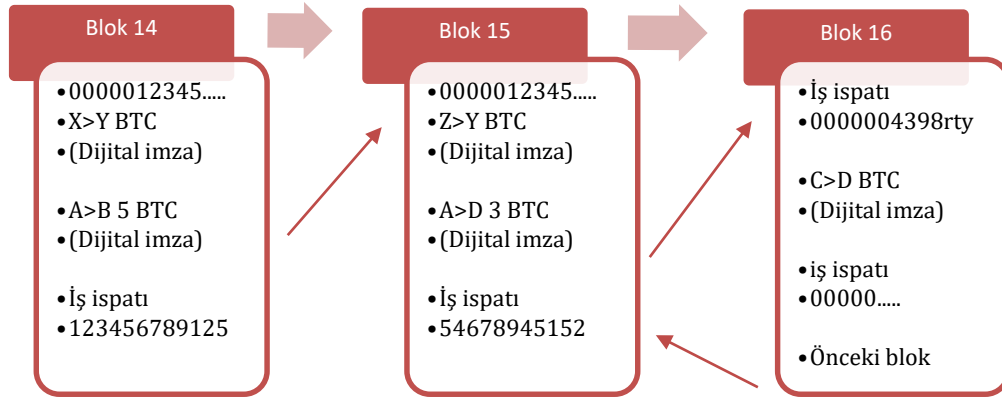 Blok 14
•0000012345.....
•X>Y BTC
•(Dijital imza)
•A>B 5 BTC
•(Dijital imza)
•İş ispatı
•123456789125
Blok 15
•0000012345.....
•Z>Y BTC
•(Dijital imza)
•A>D 3 BTC
•(Dijital imza)
•İş ispatı
•54678945152
Blok 16
•İş ispatı
•0000004398rty
•C>D BTC
•(Dijital imza)
•iş ispatı
•00000.....
•Önceki blok